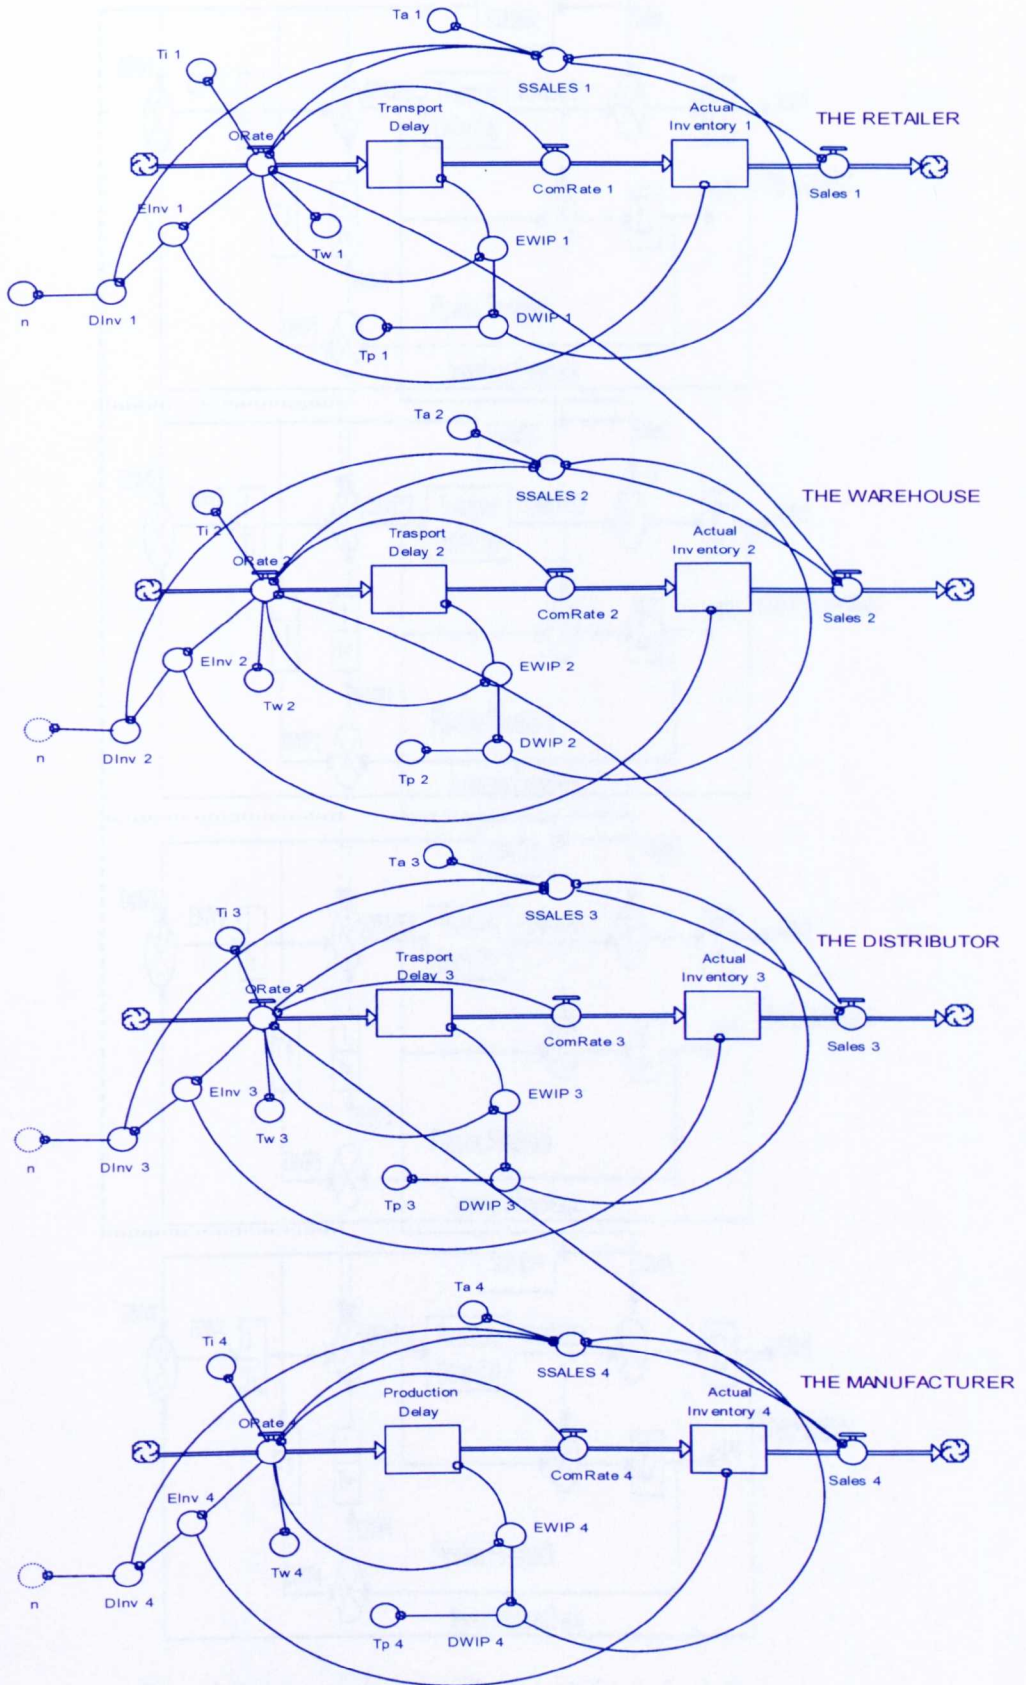 Ta 1
Ti 1
SSALES 1
Transport
Delay
Actual
Inventory 1
THE RETAILER
ORate 1
ComRate 1
Sales 1
EInv 1
Tw 1
EWIP 1
n
DInv 1
DWIP 1
Tp 1
Ta 2
SSALES 2
THE WAREHOUSE
Ti 2
Trasport
Delay 2
Actual
Inventory 2
ORate 2
ComRate 2
Sales 2
EInv 2
EWIP 2
Tw 2
n
DInv 2
DWIP 2
Tp 2
Ta 3
SSALES 3
Ti 3
THE DISTRIBUTOR
Trasport
Delay 3
Actual
Inventory 3
ORate 3
ComRate 3
Sales 3
EInv 3
EWIP 3
Tw 3
n
DInv 3
Tp 3
DWIP 3
Ta 4
Ti 4
SSALES 4
THE MANUFACTURER
Production
Delay
Actual
Inventory 4
ORate 4
ComRate 4
Sales 4
EInv 4
EWIP 4
Tw 4
n
DInv 4
Tp 4
DWIP 4